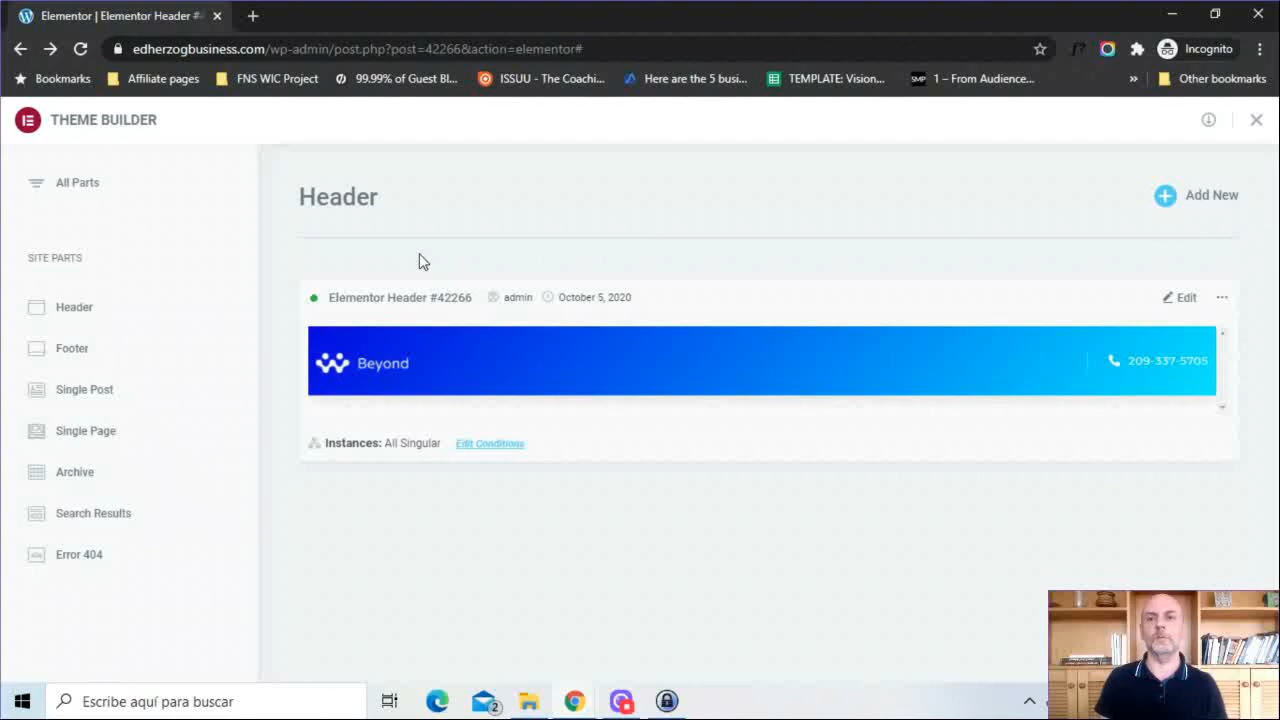 Elementor | Elementor Header #4
edherzogbusiness.com/wp-admin/post.php?post=42266&action=elementor#
Incognito
Bookmarks
Affiliate pages
FNS WIC Project
99.99% of Guest Bl...
ISSUU - The Coachi...
Here are the 5 busi...
TEMPLATE: Vision...
SMP
1 – From Audience...
»
Other bookmarks
THEME BUILDER
All Parts
SITE PARTS
Header
Footer
Single Post
Single Page
Archive
Search Results
Error 404
Header
Add New
Elementor Header #42266
admin
October 5, 2020
Edit
Beyond
209-337-5705
Instances: All Singular
Edit Conditions
Escribe aquí para buscar
2